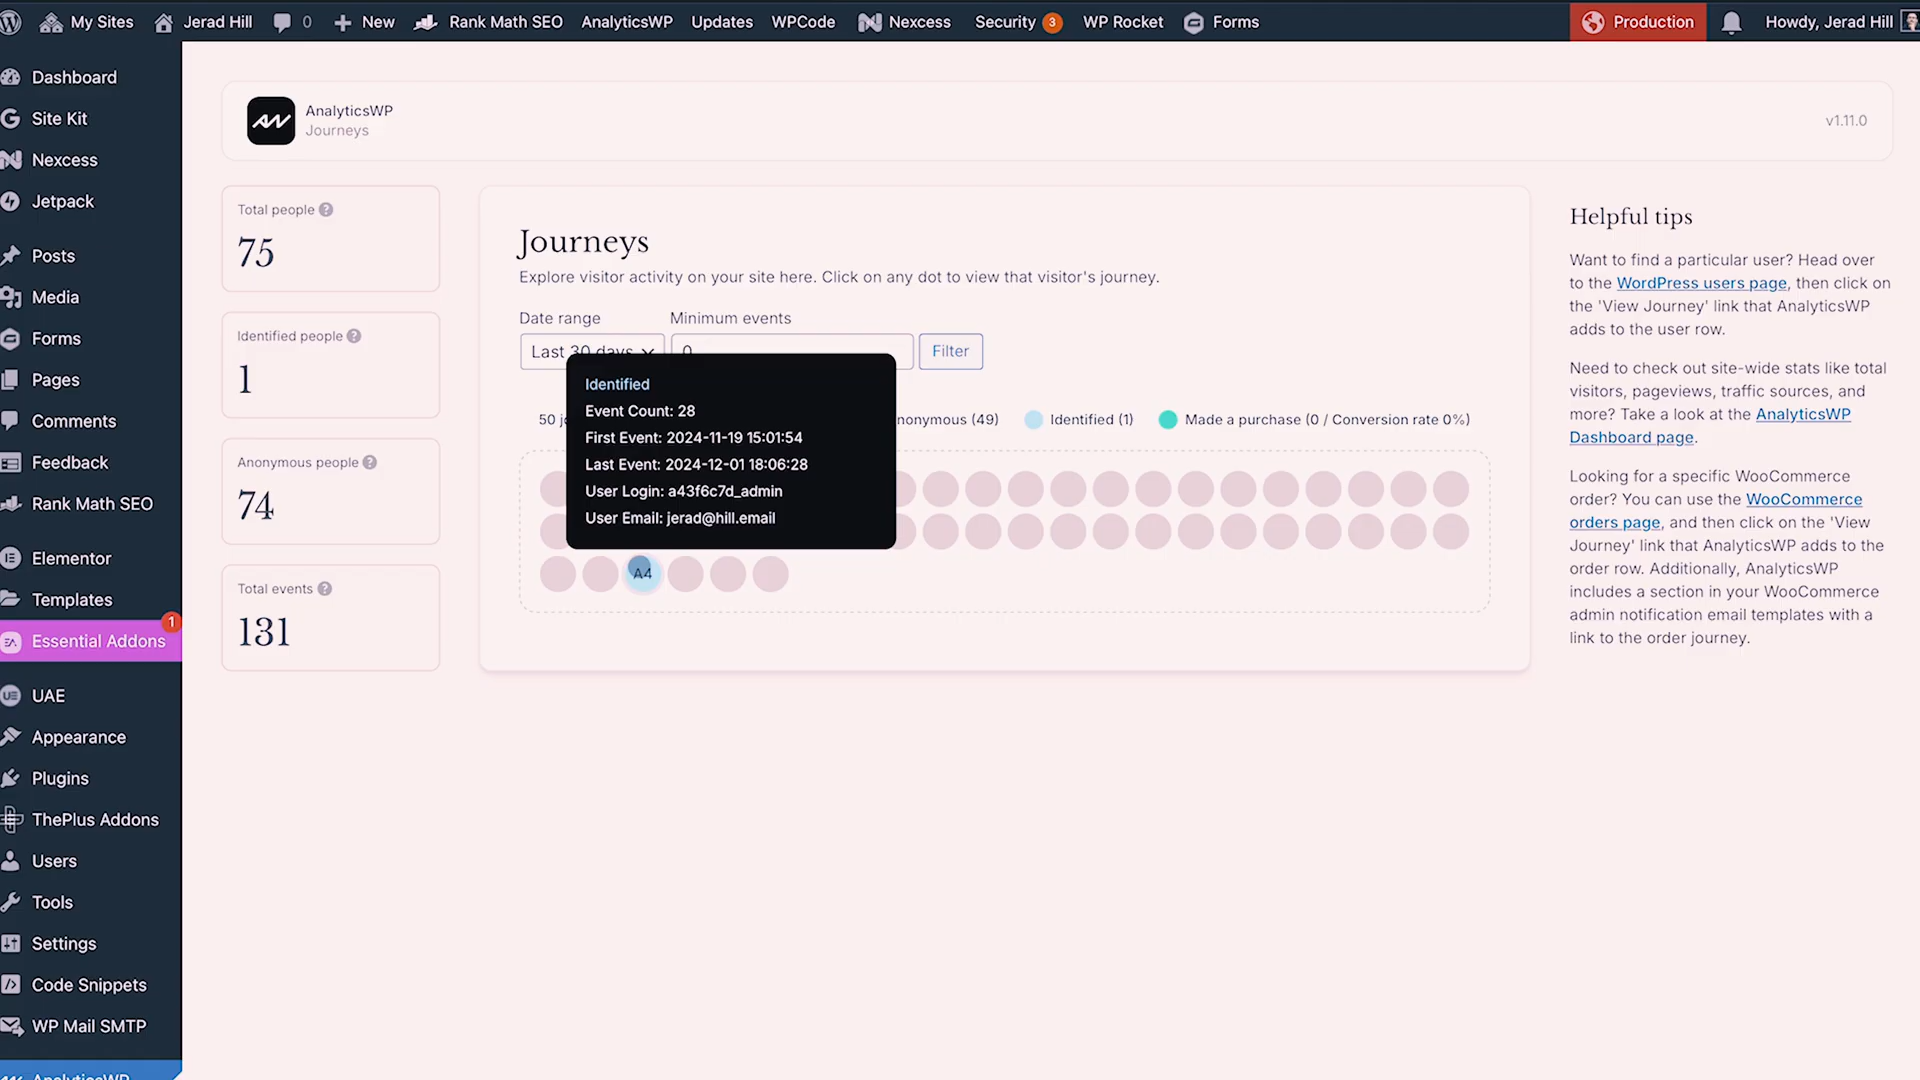 My Sites
Jerad Hill
0
New
Rank Math SEO
AnalyticsWP
Updates
WPCode
Nexcess
Security 3
WP Rocket
Forms
Production
Howdy, Jerad Hill
Dashboard
Site Kit
Nexcess
Jetpack
Posts
Media
Forms
Pages
Comments
Feedback
Rank Math SEO
Elementor
Templates
Essential Addons
1
UAE
Appearance
Plugins
ThePlus Addons
Users
Tools
Settings
Code Snippets
WP Mail SMTP
AnalyticsWP
AnalyticsWP
Journeys
v1.11.0
Total people ?
75
Identified people ?
1
Anonymous people ?
74
Total events ?
131
Journeys
Explore visitor activity on your site here. Click on any dot to view that visitor's journey.
Date range
Minimum events
Last 30 days
0
Filter
Identified
Event Count: 28
First Event: 2024-11-19 15:01:54
Last Event: 2024-12-01 18:06:28
User Login: a43f6c7d_admin
User Email: jerad@hill.email
50 jo
nonymous (49)
Identified (1)
Made a purchase (0 / Conversion rate 0%)
A4
Helpful tips
Want to find a particular user? Head over
to the WordPress users page, then click on
the 'View Journey' link that AnalyticsWP
adds to the user row.
Need to check out site-wide stats like total
visitors, pageviews, traffic sources, and
more? Take a look at the AnalyticsWP
Dashboard page.
Looking for a specific WooCommerce
order? You can use the WooCommerce
orders page, and then click on the 'View
Journey' link that AnalyticsWP adds to the
order row. Additionally, AnalyticsWP
includes a section in your WooCommerce
admin notification email templates with a
link to the order journey.